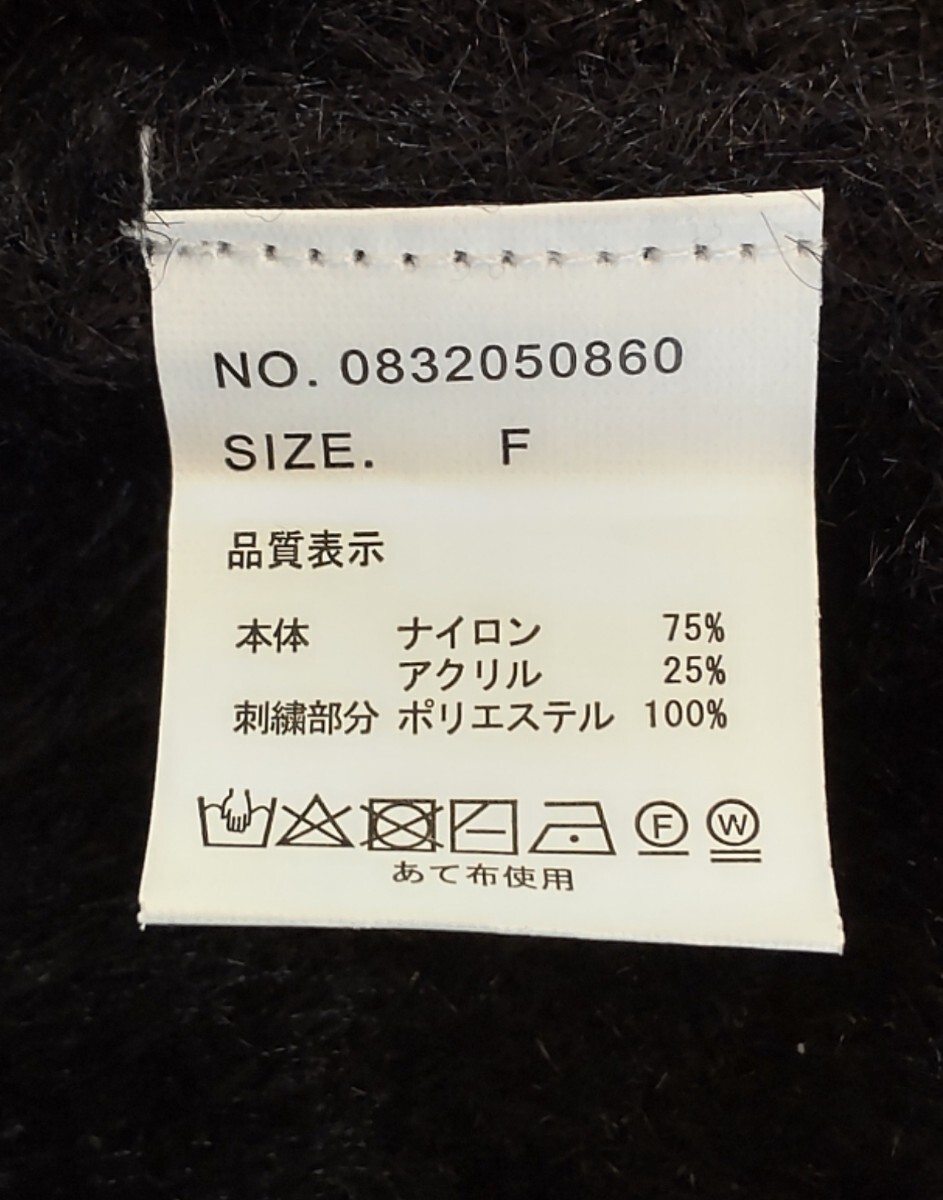 NO. 0832050860
SIZE. F
品質表示
本体 ナイロン 75%
アクリル 25%
刺繍部分 ポリエステル 100%
F W
あて布使用